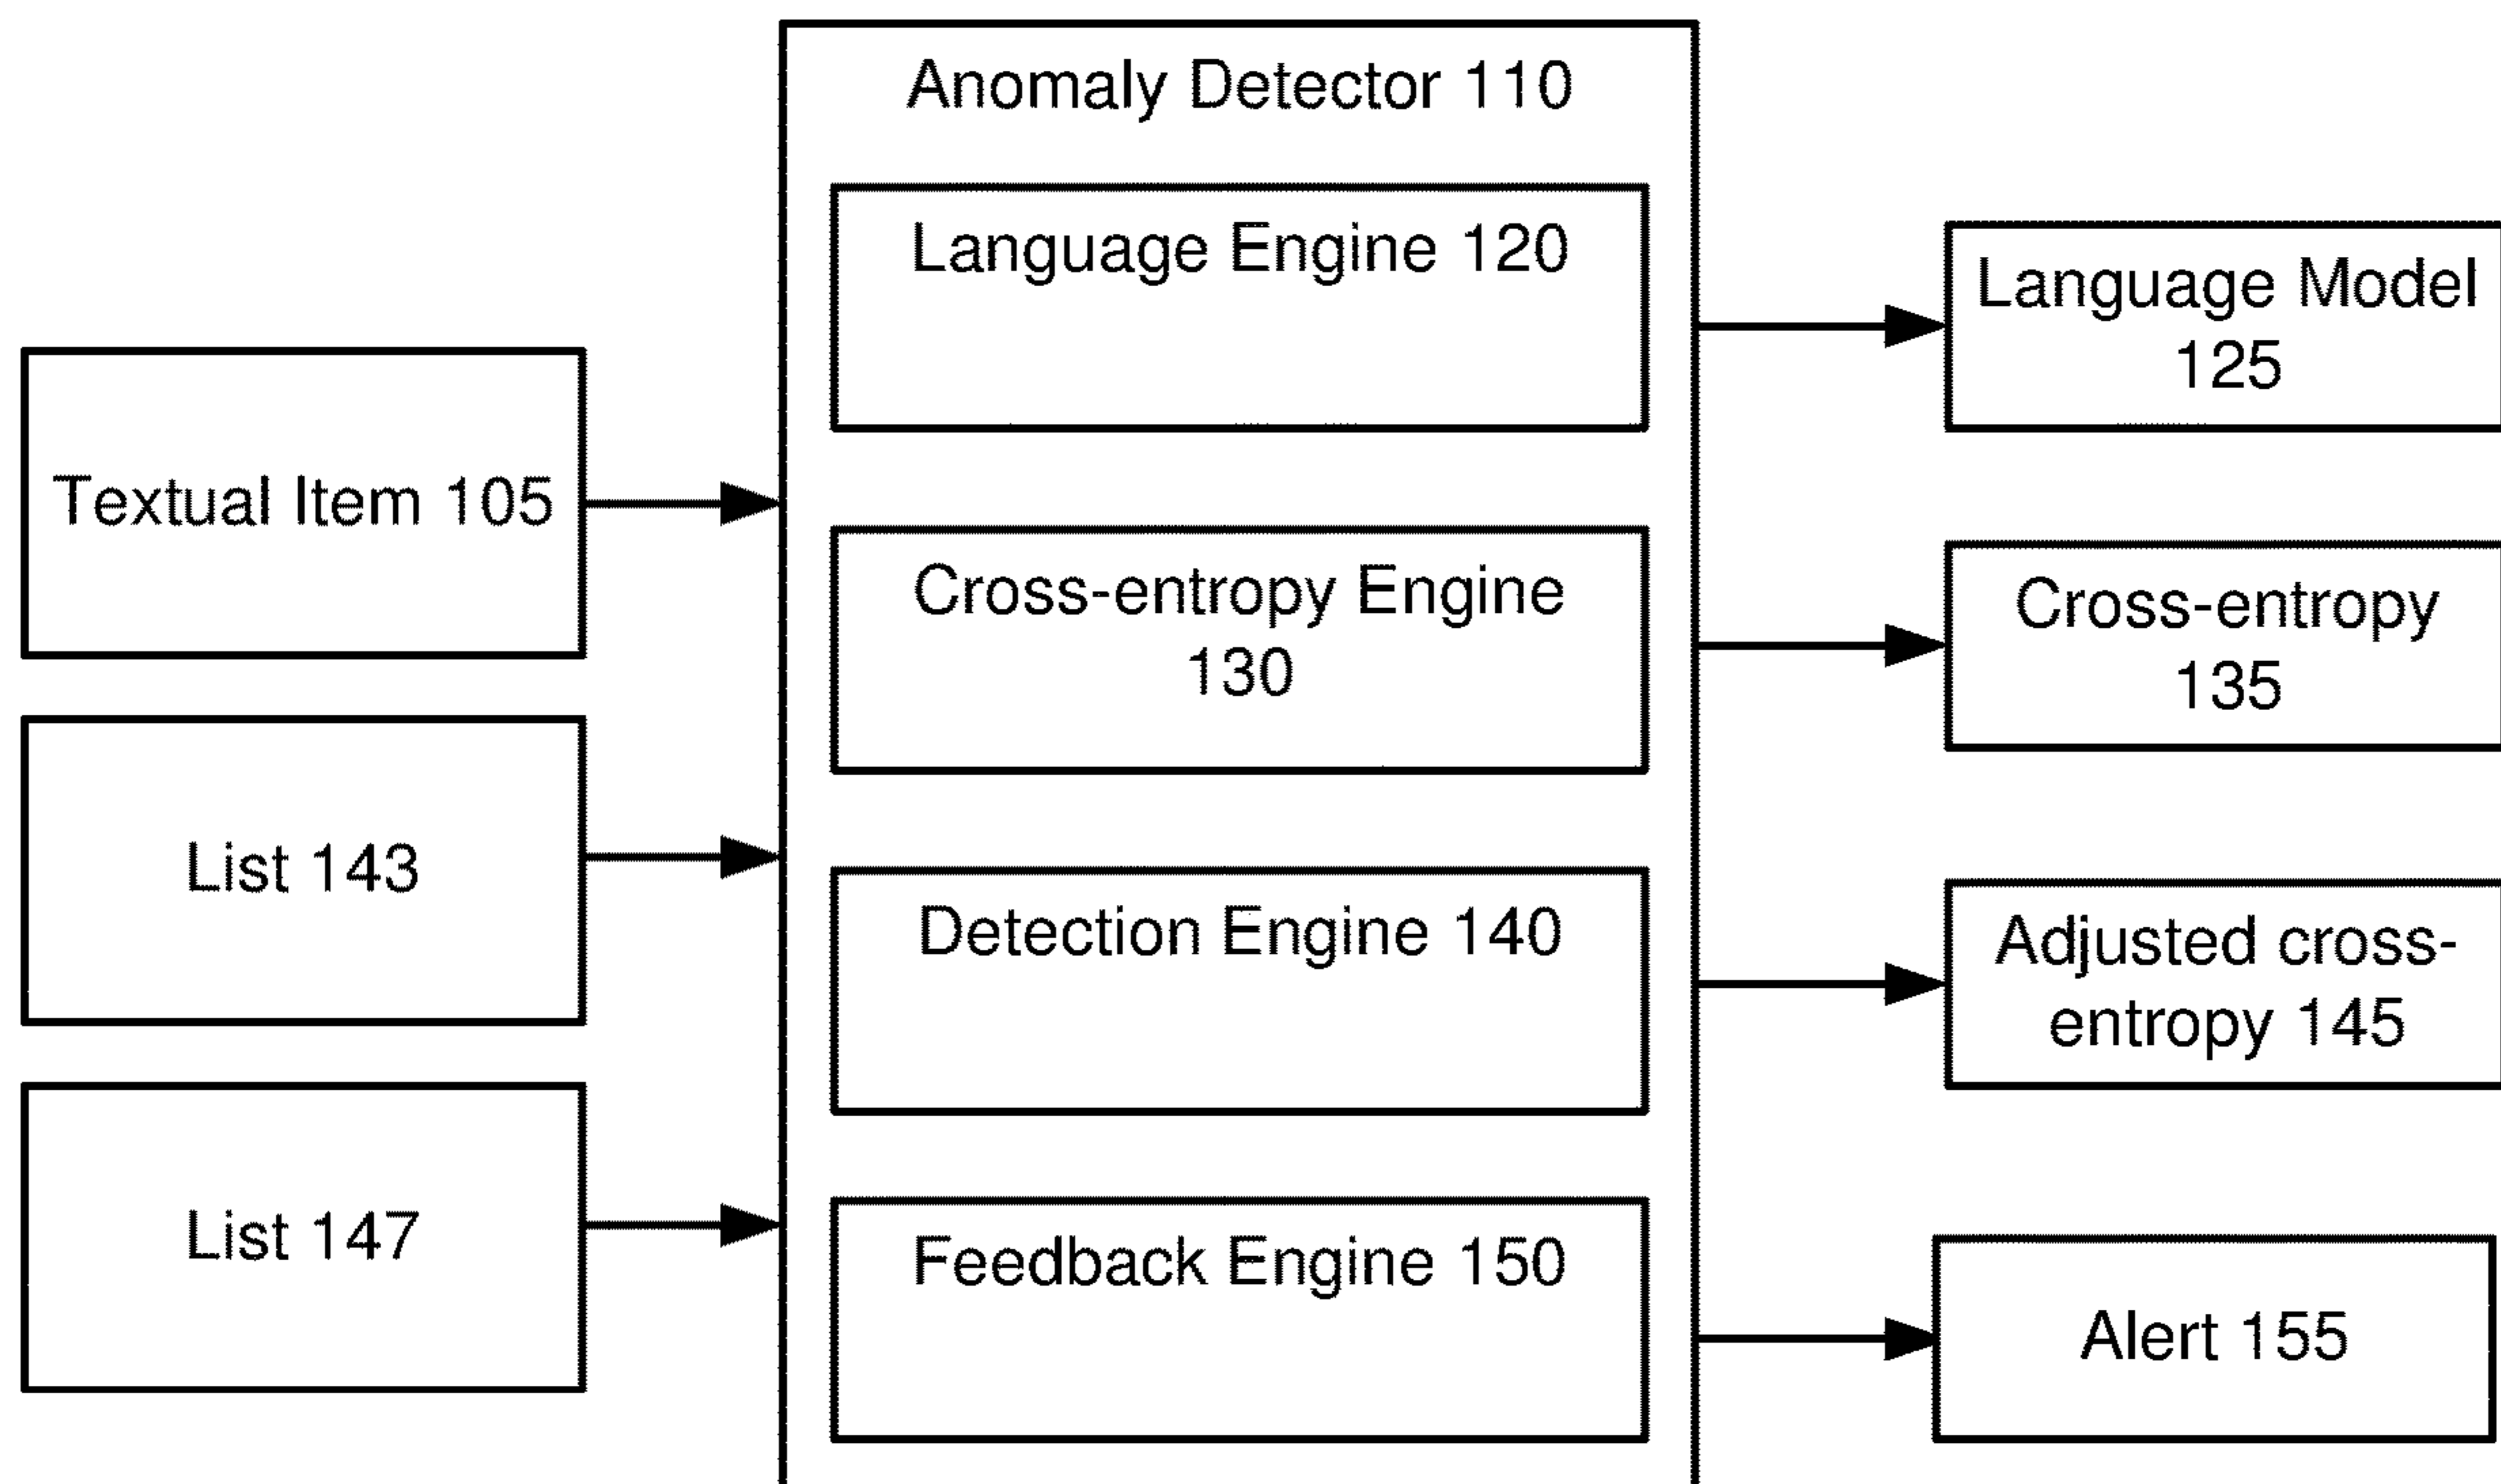 Textual Item 105
List 143
List 147
Anomaly Detector 110
Language Engine 120
Cross-entropy Engine
130
Detection Engine 140
Feedback Engine 150
Language Model
125
Cross-entropy
135
Adjusted cross-
entropy 145
Alert 155